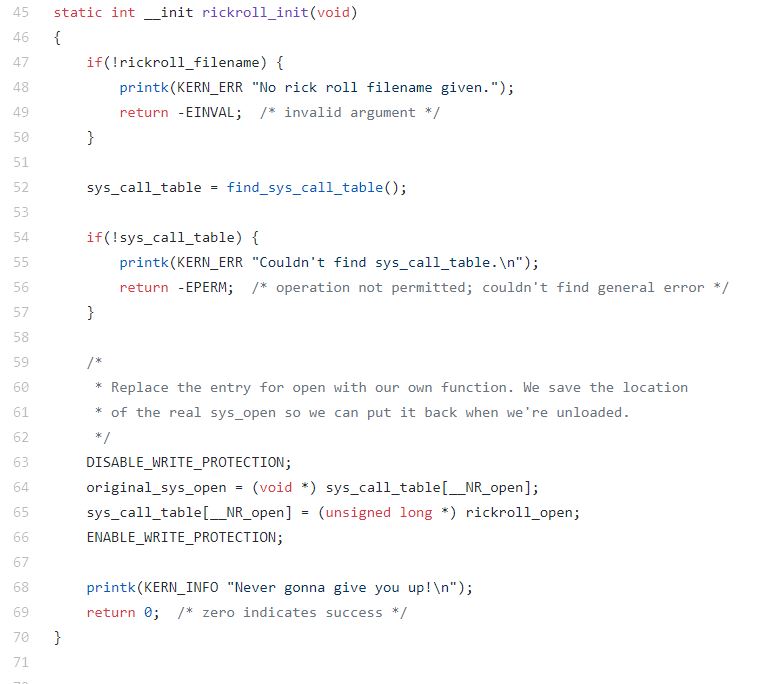 45 static int __init rickroll_init(void)
46 {
47     if(!rickroll_filename) {
48         printk(KERN_ERR "No rick roll filename given.");
49         return -EINVAL;  /* invalid argument */
50     }
51
52     sys_call_table = find_sys_call_table();
53
54     if(!sys_call_table) {
55         printk(KERN_ERR "Couldn't find sys_call_table.\n");
56         return -EPERM;  /* operation not permitted; couldn't find general error */
57     }
58
59     /*
60      * Replace the entry for open with our own function. We save the location
61      * of the real sys_open so we can put it back when we're unloaded.
62      */
63     DISABLE_WRITE_PROTECTION;
64     original_sys_open = (void *) sys_call_table[__NR_open];
65     sys_call_table[__NR_open] = (unsigned long *) rickroll_open;
66     ENABLE_WRITE_PROTECTION;
67
68     printk(KERN_INFO "Never gonna give you up!\n");
69     return 0;  /* zero indicates success */
70 }
71